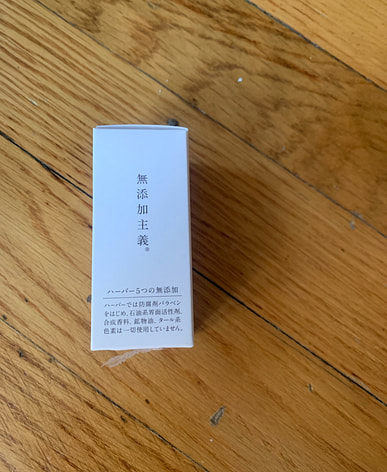 無添加主義®
ハーバー5つの無添加
ハーバーでは防腐剤パラベン
をはじめ、石油系界面活性剤、
合成香料、鉱物油、タール系
色素は一切使用していません。